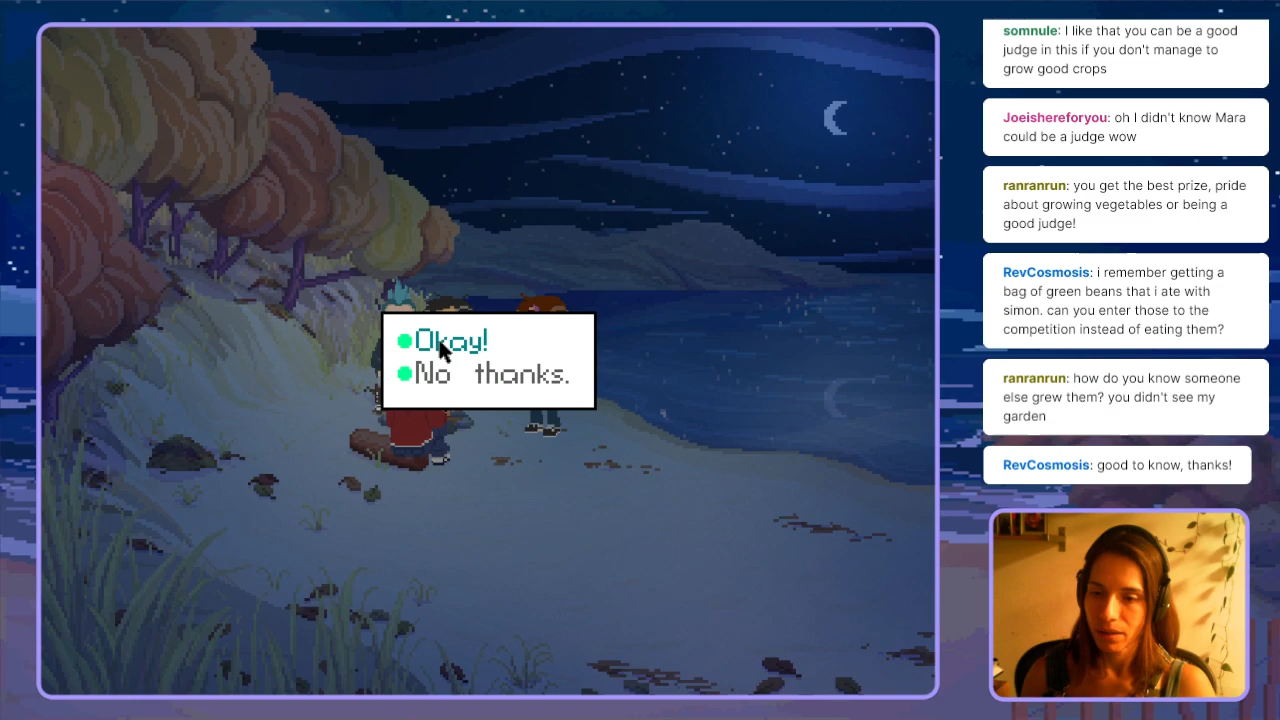 somnule: I like that you can be a good
judge in this if you don't manage to
grow good crops
Joeishereforyou: oh I didn't know Mara
could be a judge wow
ranranrun: you get the best prize, pride
about growing vegetables or being a
good judge!
RevCosmosis: i remember getting a
bag of green beans that i ate with
simon. can you enter those to the
competition instead of eating them?
ranranrun: how do you know someone
else grew them? you didn't see my
garden
RevCosmosis: good to know, thanks!
Okay!
No thanks.